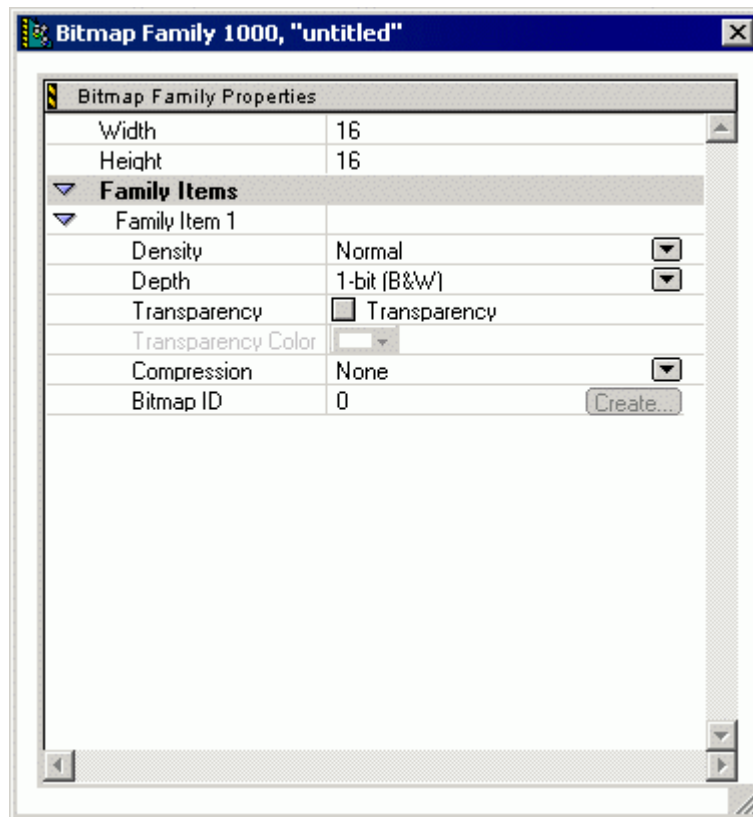 Bitmap Family 1000, "untitled"
Bitmap Family Properties
Width 16
Height 16
Family Items
Family Item 1
Density Normal
Depth 1-bit (B&W)
Transparency Transparency
Transparency Color
Compression None
Bitmap ID 0 Create...